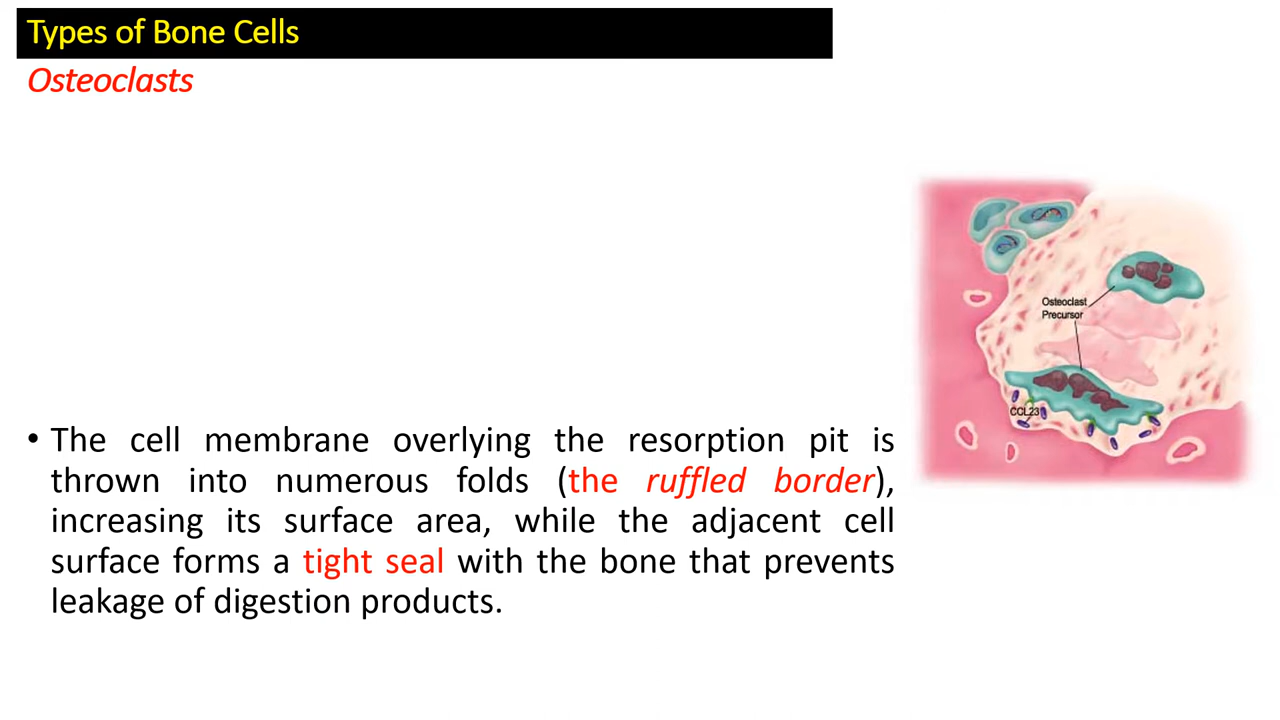 Types of Bone Cells
Osteoclasts
Osteoclast
Precursor
CCL23
• The cell membrane overlying the resorption pit is
thrown into numerous folds (the ruffled border),
increasing its surface area, while the adjacent cell
surface forms a tight seal with the bone that prevents
leakage of digestion products.